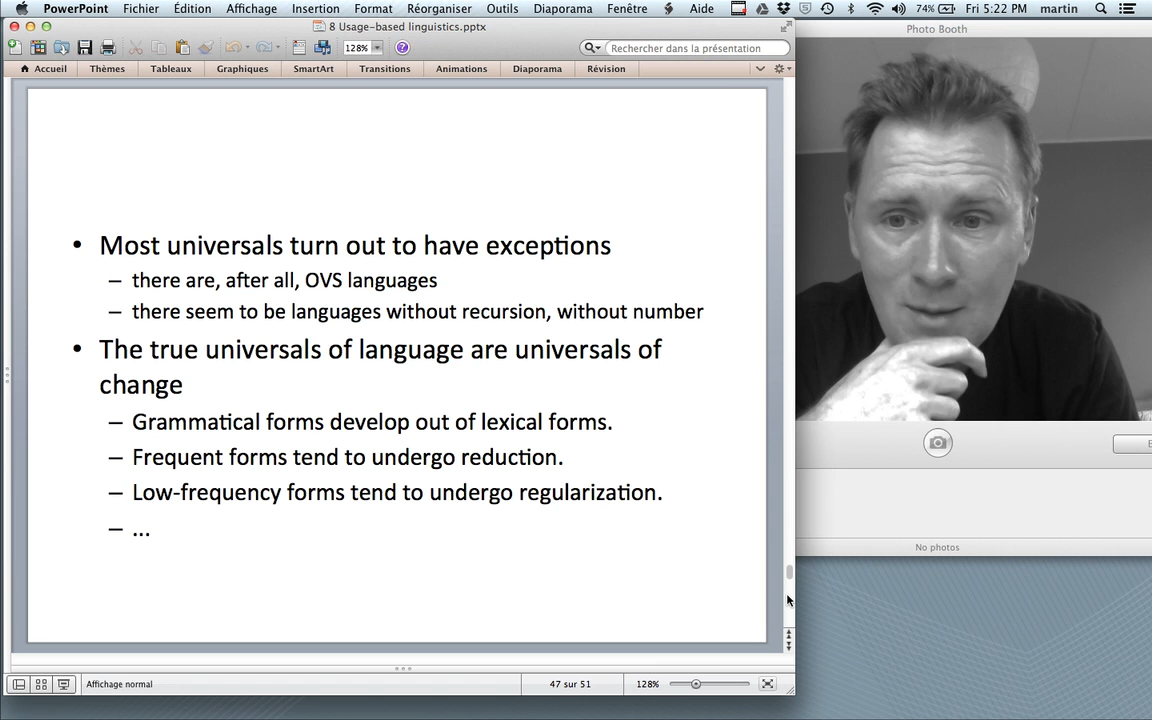 PowerPoint Fichier Édition Affichage Insertion Format Réorganiser Outils Diaporama Fenêtre Aide 74% Fri 5:22 PM martin
8 Usage-based linguistics.pptx
Photo Booth
128% Rechercher dans la présentation
Accueil Thèmes Tableaux Graphiques SmartArt Transitions Animations Diaporama Révision
• Most universals turn out to have exceptions
– there are, after all, OVS languages
– there seem to be languages without recursion, without number
• The true universals of language are universals of
change
– Grammatical forms develop out of lexical forms.
– Frequent forms tend to undergo reduction.
– Low-frequency forms tend to undergo regularization.
– ...
No photos
Affichage normal 47 sur 51 128%